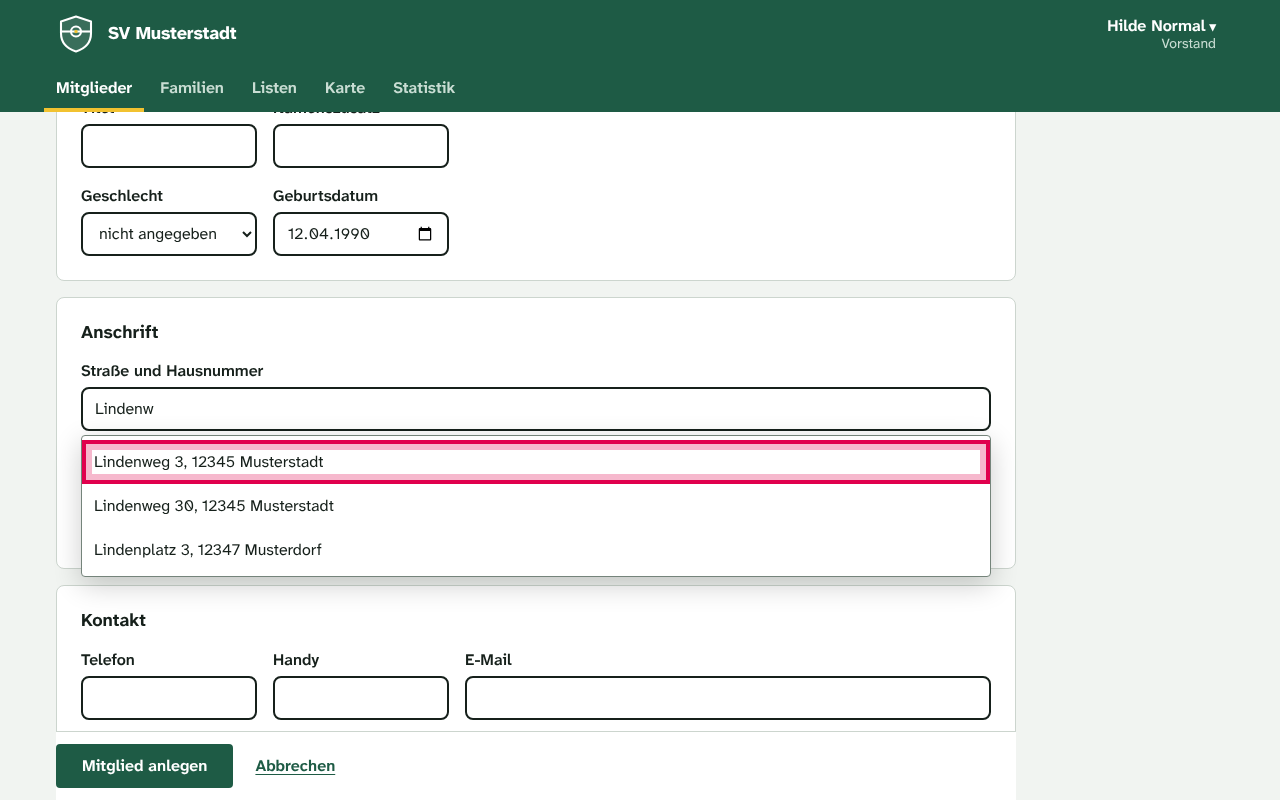 SV Musterstadt
Hilde Normal ▾
Vorstand
Mitglieder Familien Listen Karte Statistik
Geschlecht Geburtsdatum
nicht angegeben 12.04.1990
Anschrift
Straße und Hausnummer
Lindenw
Lindenweg 3, 12345 Musterstadt
Lindenweg 30, 12345 Musterstadt
Lindenplatz 3, 12347 Musterdorf
Kontakt
Telefon Handy E-Mail
Mitglied anlegen Abbrechen